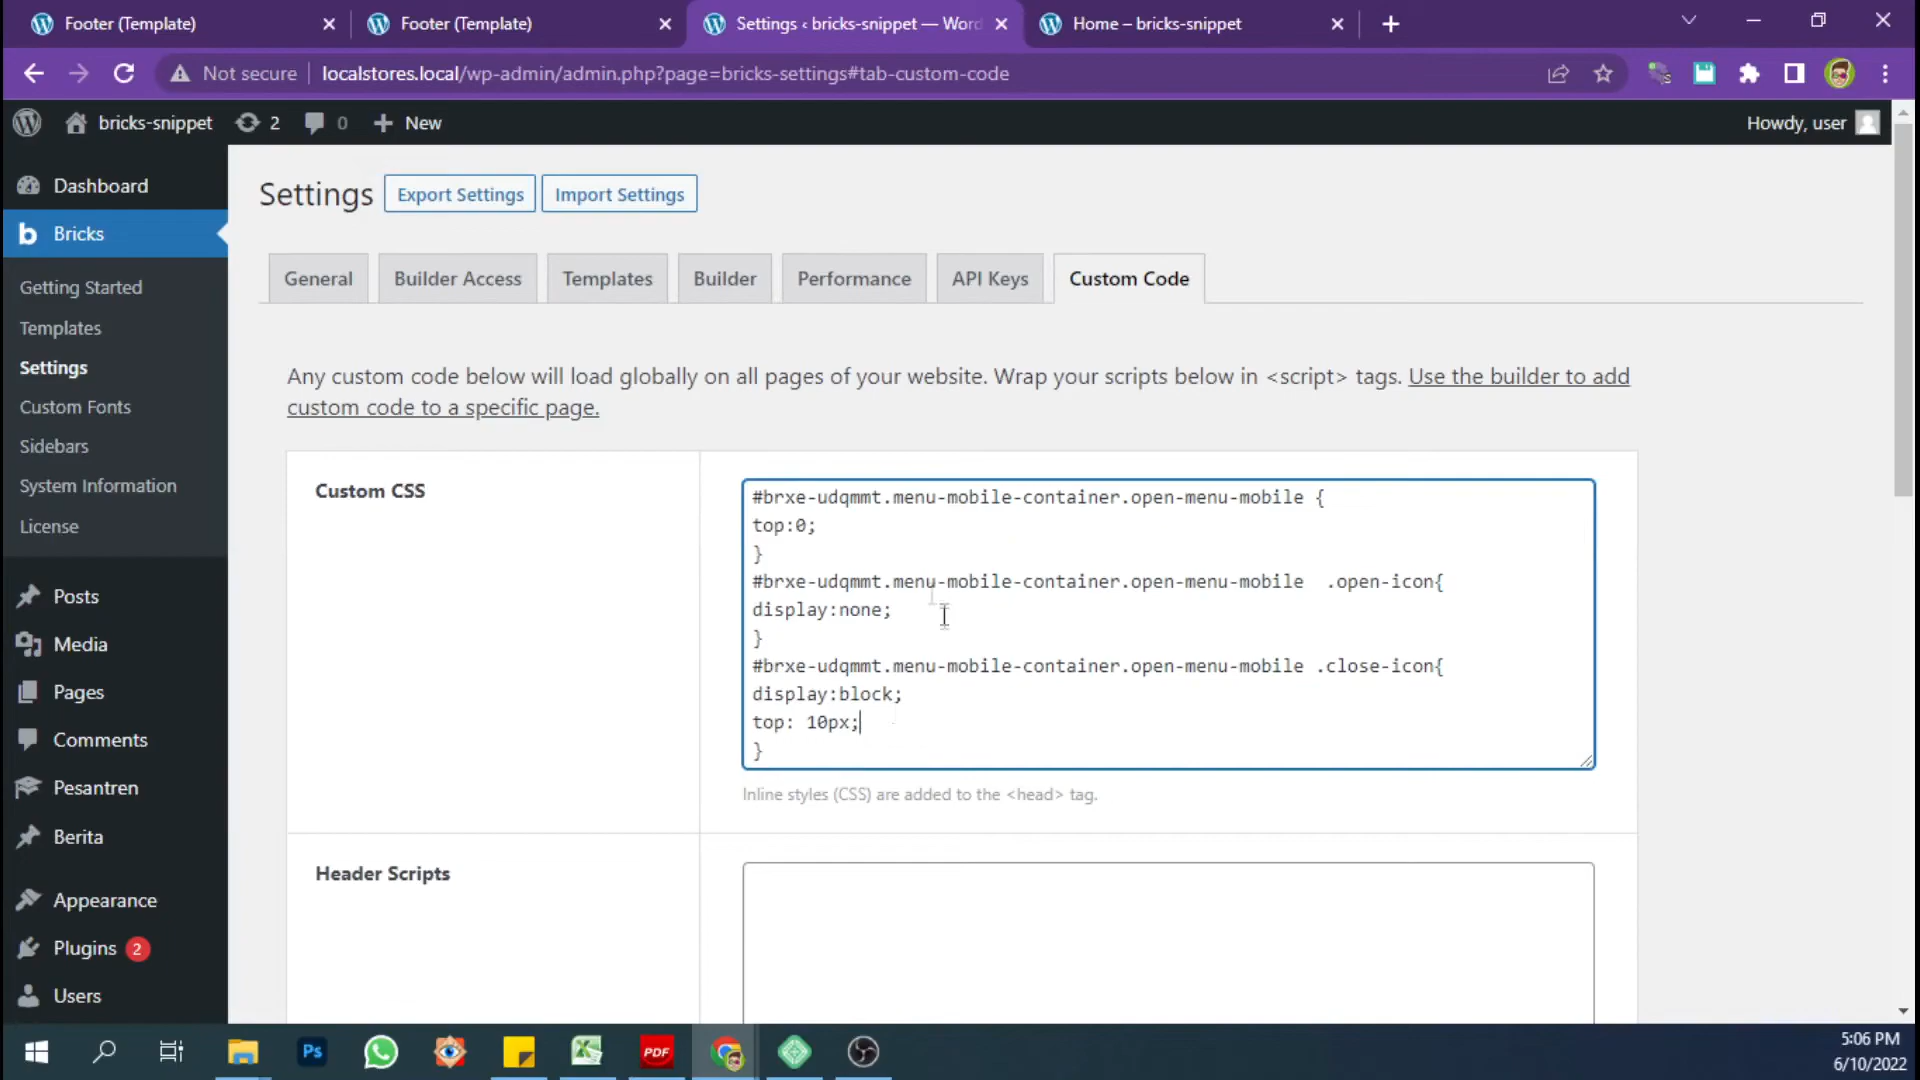 Footer (Template)
Footer (Template)
Settings ‹ bricks-snippet — Word
Home – bricks-snippet
Not secure
localstores.local/wp-admin/admin.php?page=bricks-settings#tab-custom-code
bricks-snippet
2
0
New
Howdy, user
Dashboard
Bricks
Getting Started
Templates
Settings
Custom Fonts
Sidebars
System Information
License
Posts
Media
Pages
Comments
Pesantren
Berita
Appearance
Plugins 2
Users
Settings
Export Settings
Import Settings
General
Builder Access
Templates
Builder
Performance
API Keys
Custom Code
Any custom code below will load globally on all pages of your website. Wrap your scripts below in <script> tags. Use the builder to add
custom code to a specific page.
Custom CSS
#brxe-udqmmt.menu-mobile-container.open-menu-mobile {
top:0;
}
#brxe-udqmmt.menu-mobile-container.open-menu-mobile  .open-icon{
display:none;
}
#brxe-udqmmt.menu-mobile-container.open-menu-mobile .close-icon{
display:block;
top: 10px;
}
Inline styles (CSS) are added to the <head> tag.
Header Scripts
Ps
PDF
5:06 PM
6/10/2022